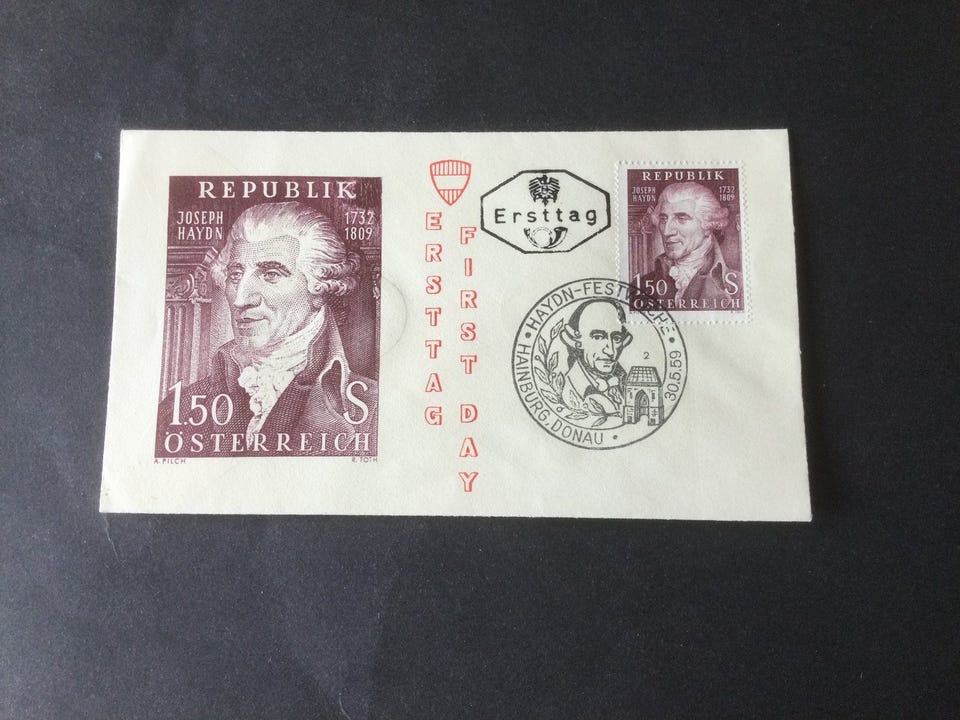 REPUBLIK
JOSEPH
HAYDN
1732
1809
1.50 S
ÖSTERREICH
A. PILCH
R. TOTH
ERSTTAG
FIRST DAY
Ersttag
REPUBLIK
JOSEPH
HAYDN
1732
1809
1.50 S
ÖSTERREICH
• HAYDN-FESTWOCHE •
2
30.5.59
HAINBURG, DONAU •